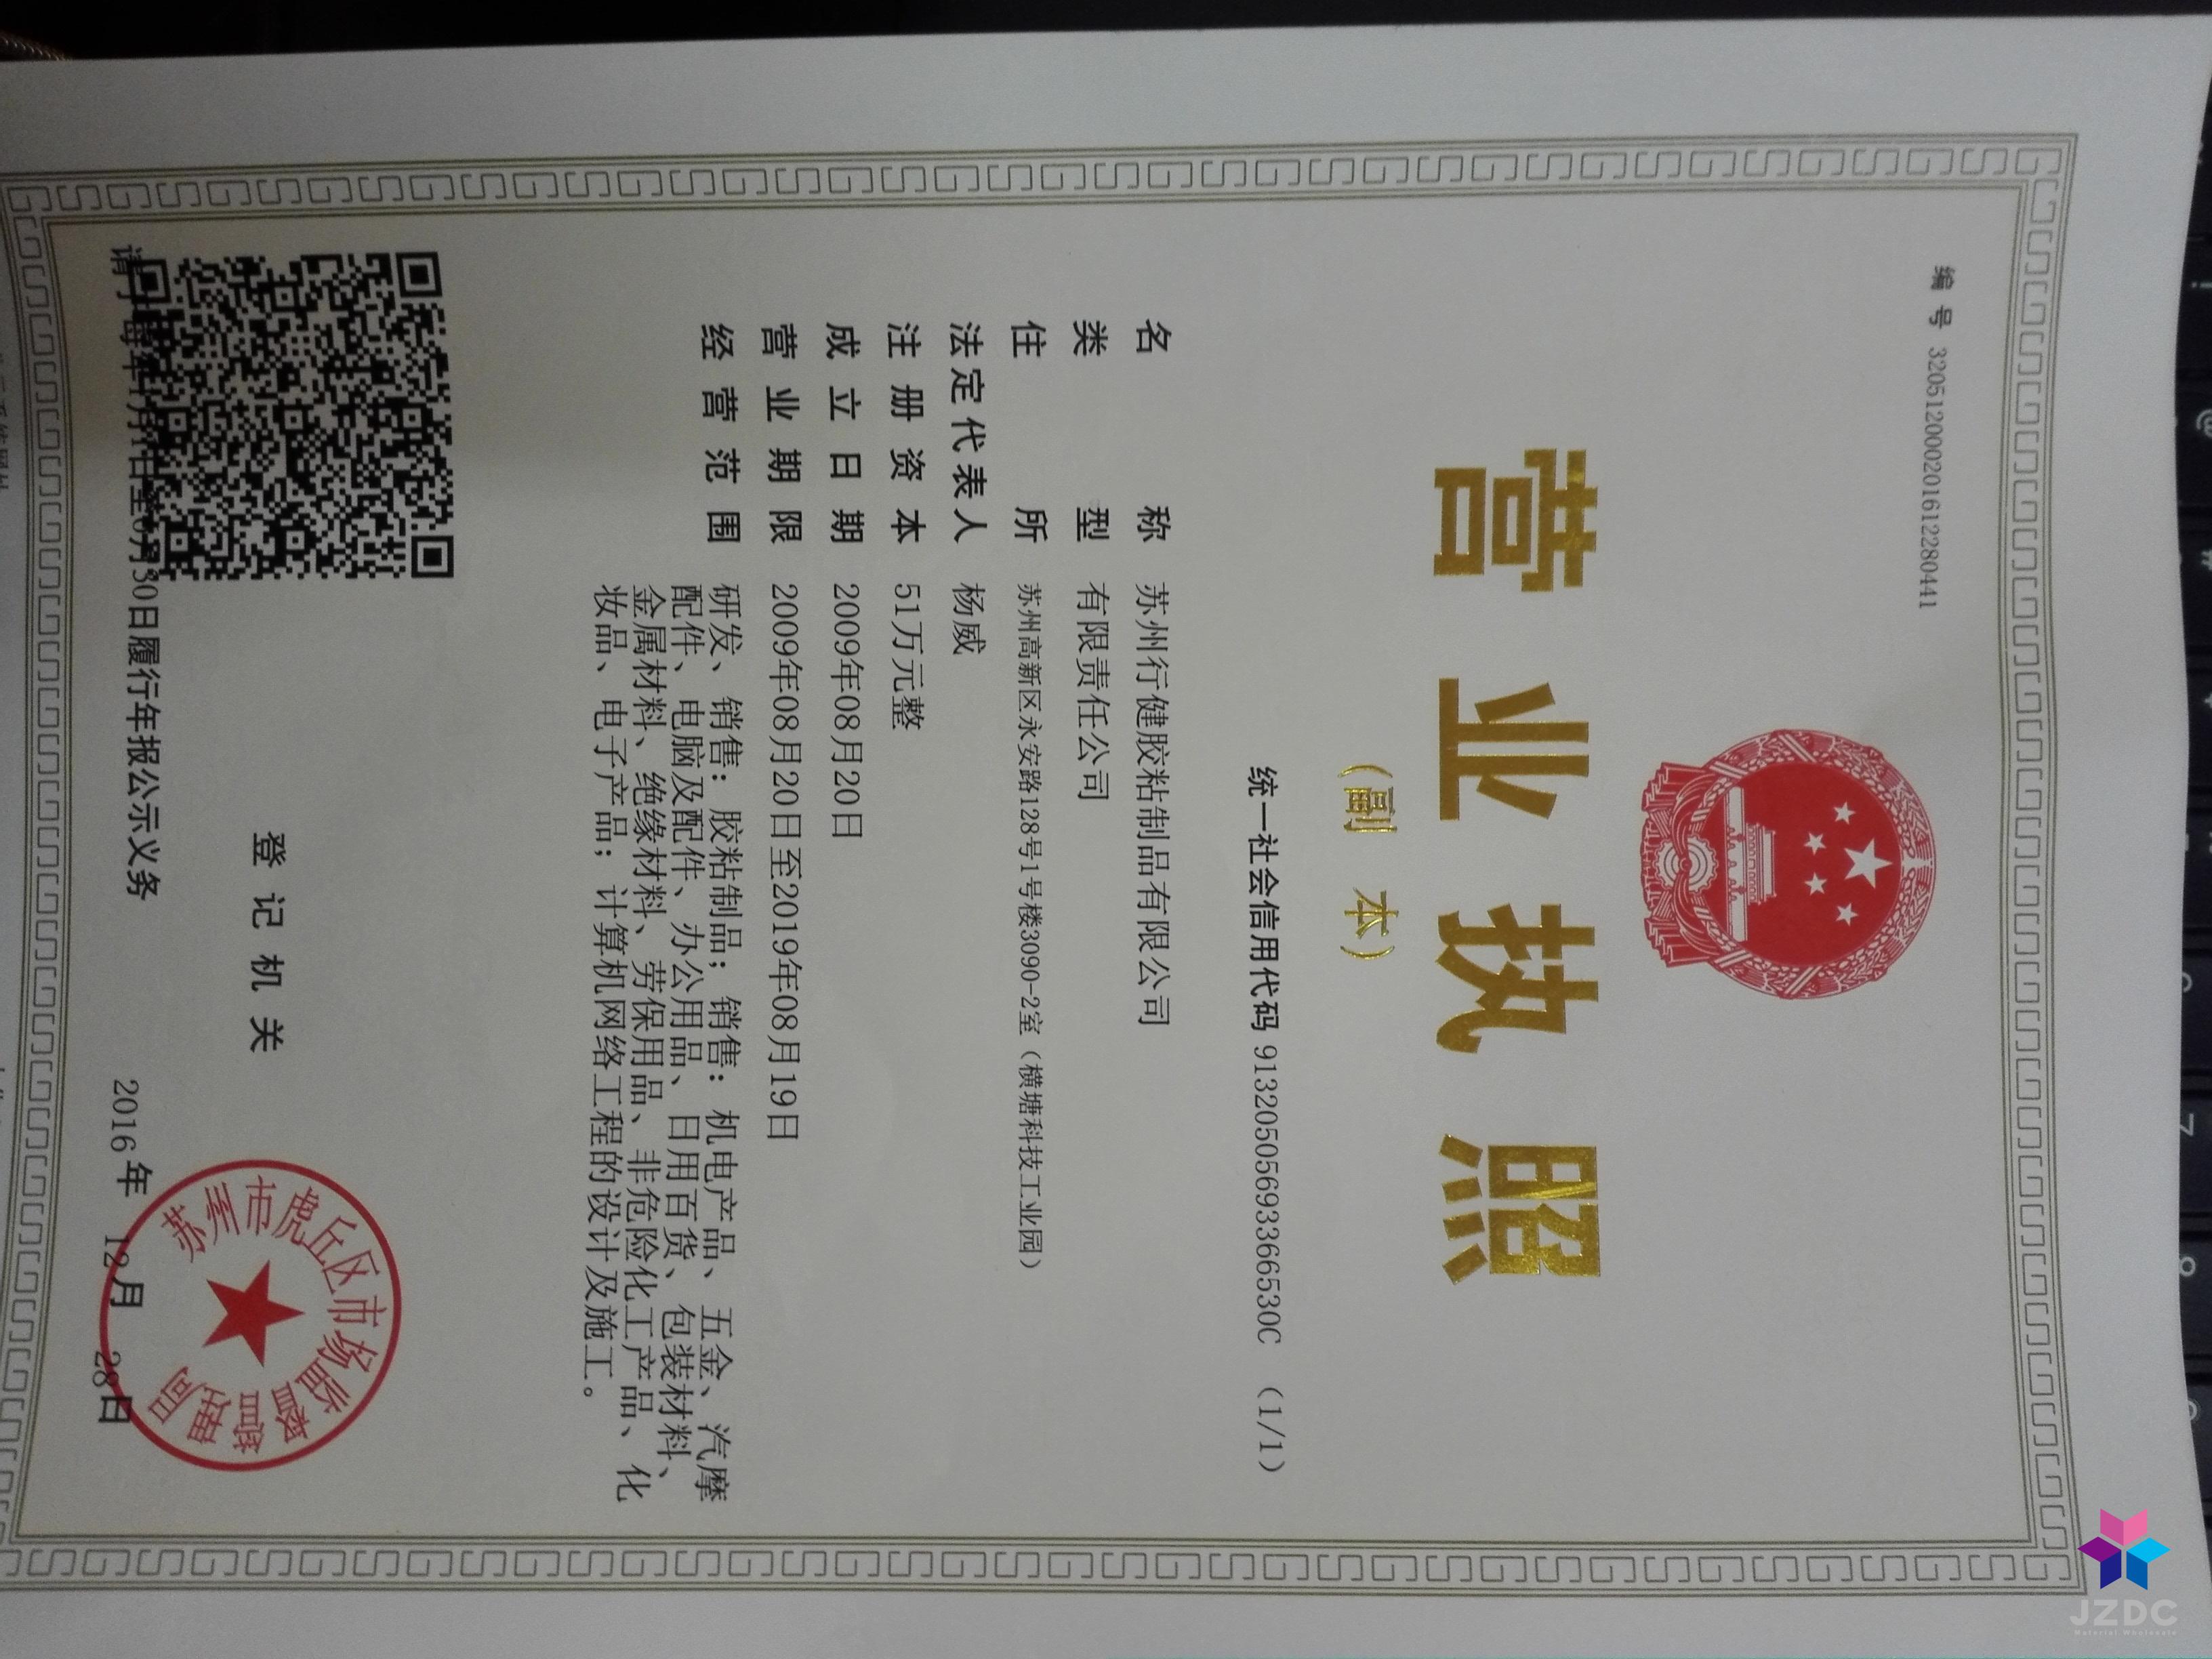 编 号 320512000201612280441
营业执照
(副 本)
统一社会信用代码 91320505693366530C (1/1)
名 称 苏州行健胶粘制品有限公司
类 型 有限责任公司
住 所 苏州高新区永安路128号1号楼3090-2室（横塘科技工业园）
法定代表人 杨威
注 册 资 本 51万元整
成 立 日 期 2009年08月20日
营 业 期 限 2009年08月20日至2019年08月19日
经 营 范 围 研发、销售：胶粘制品；销售：机电产品、五金、汽摩
配件、电脑及配件、办公用品、日用百货、包装材料、
金属材料、绝缘材料、劳保用品、非危险化工产品、化
妆品、电子产品；计算机网络工程的设计及施工。
登 记 机 关
苏州市虎丘区市场监督管理局
2016年 12月 28日
请于每年1月1日至6月30日履行年报公示义务
JZDC
Material Wholesale